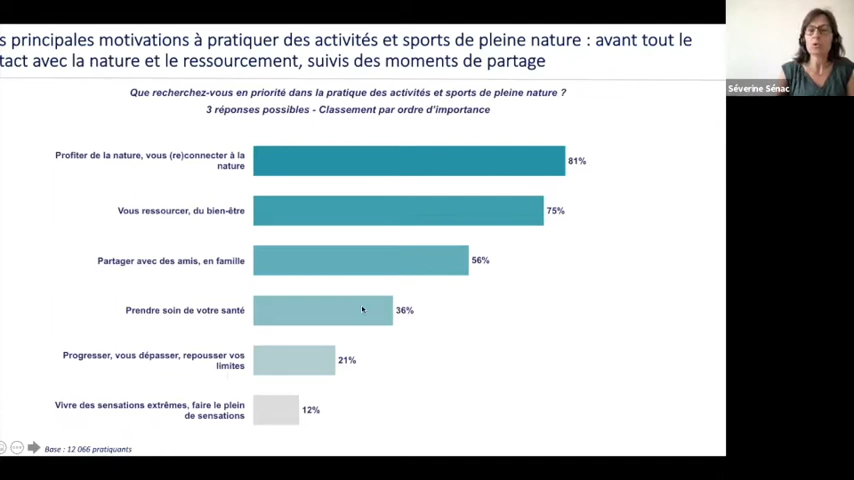 s principales motivations à pratiquer des activités et sports de pleine nature : avant tout le
tact avec la nature et le ressourcement, suivis des moments de partage
Séverine Sénac
Que recherchez-vous en priorité dans la pratique des activités et sports de pleine nature ?
3 réponses possibles - Classement par ordre d'importance
Profiter de la nature, vous (re)connecter à la
nature
81%
Vous ressourcer, du bien-être
75%
Partager avec des amis, en famille
56%
Prendre soin de votre santé
36%
Progresser, vous dépasser, repousser vos
limites
21%
Vivre des sensations extrêmes, faire le plein
de sensations
12%
Base : 12 066 pratiquants